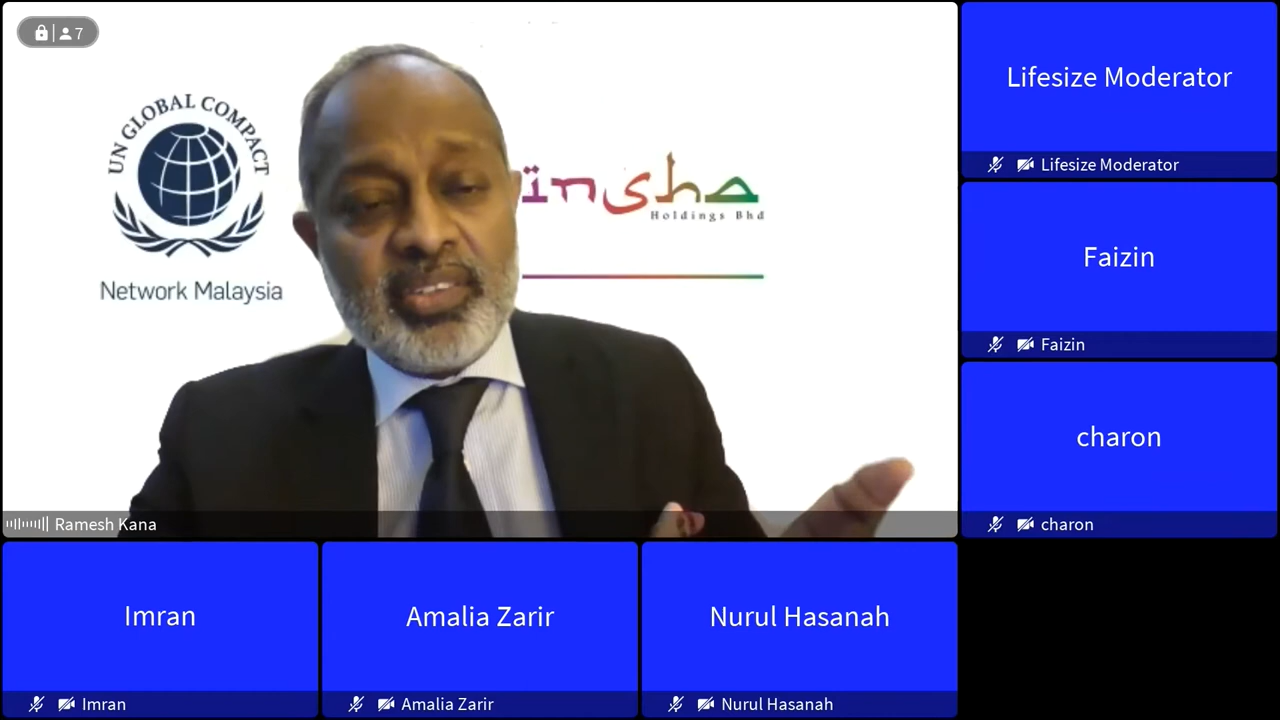 7
UN GLOBAL COMPACT
Network Malaysia
insha
Holdings Bhd
Ramesh Kana
Lifesize Moderator
Lifesize Moderator
Faizin
Faizin
charon
charon
Imran
Imran
Amalia Zarir
Amalia Zarir
Nurul Hasanah
Nurul Hasanah